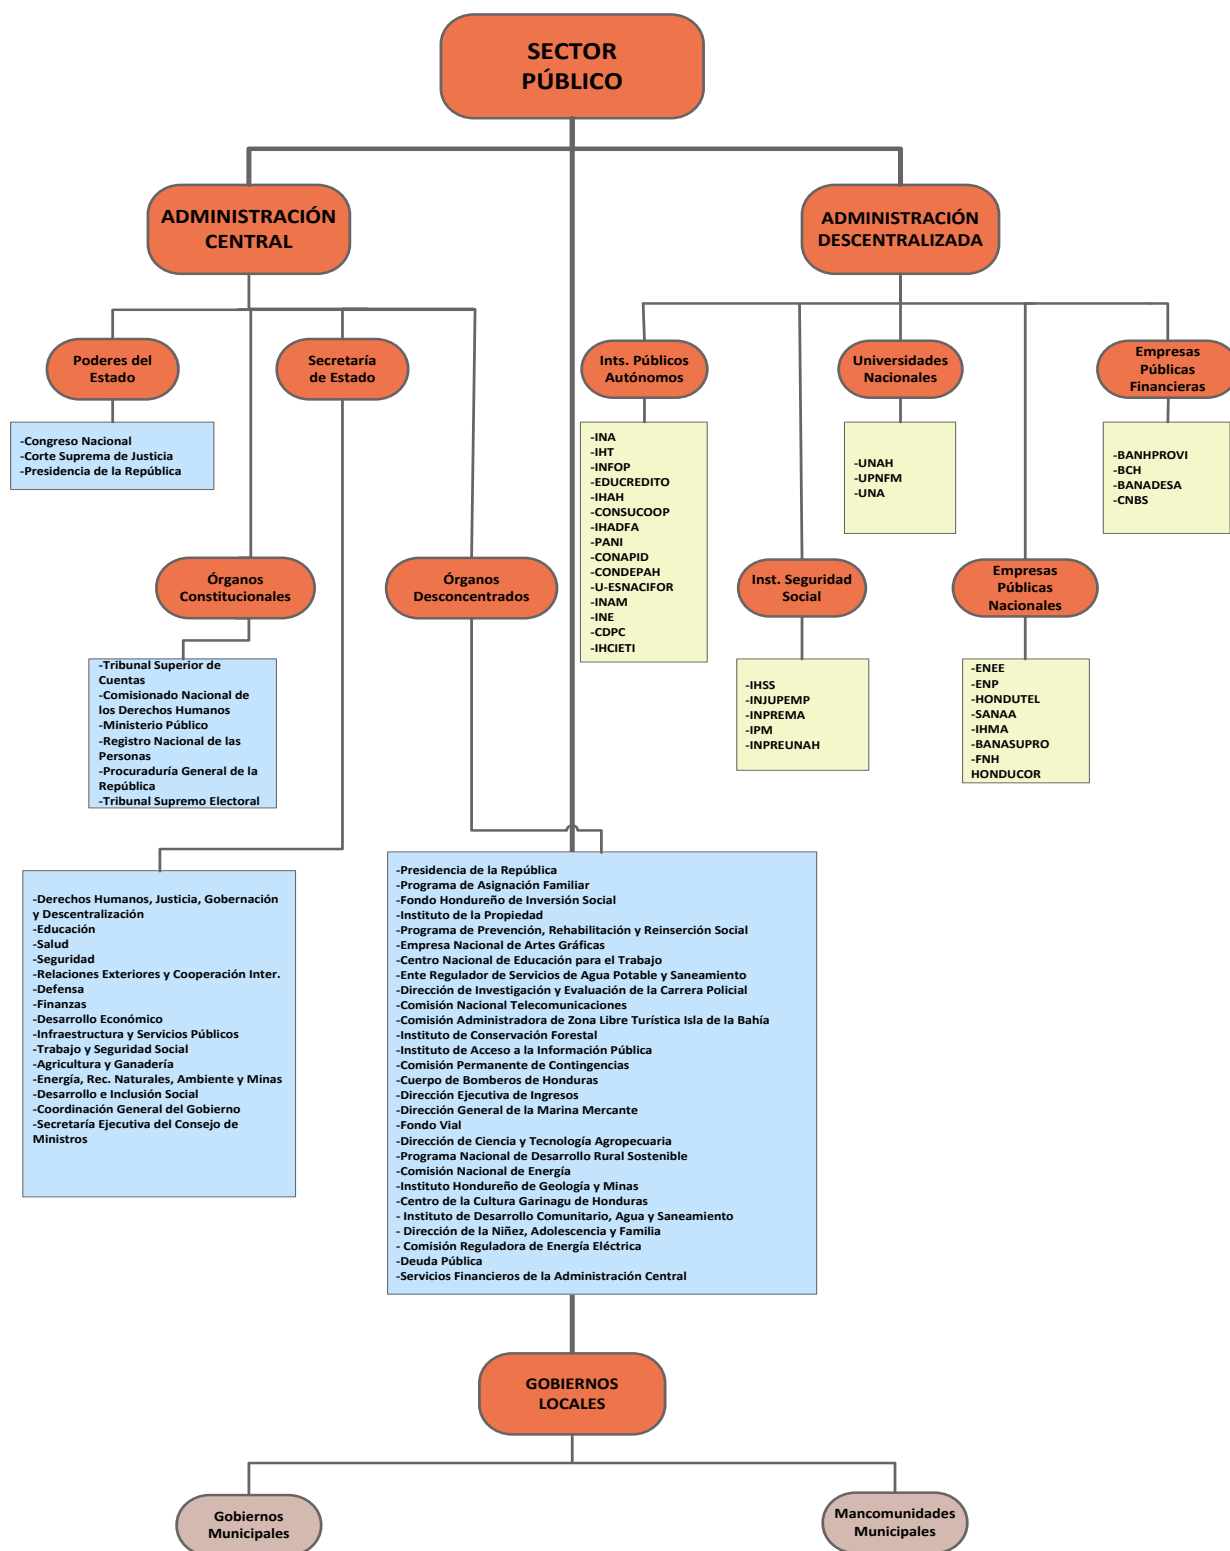 SECTOR
PÚBLICO
ADMINISTRACIÓN
CENTRAL
ADMINISTRACIÓN
DESCENTRALIZADA
Poderes del
Estado
Secretaría
de Estado
Ints. Públicos
Autónomos
Universidades
Nacionales
Empresas
Públicas
Financieras
-Congreso Nacional
-Corte Suprema de Justicia
-Presidencia de la República
-INA
-IHT
-INFOP
-EDUCREDITO
-IHAH
-CONSUCOOP
-IHADFA
-PANI
-CONAPID
-CONDEPAH
-U-ESNACIFOR
-INAM
-INE
-CDPC
-IHCIETI
-UNAH
-UPNFM
-UNA
-BANHPROVI
-BCH
-BANADESA
-CNBS
Órganos
Constitucionales
Órganos
Desconcentrados
Inst. Seguridad
Social
Empresas
Públicas
Nacionales
-Tribunal Superior de
Cuentas
-Comisionado Nacional de
los Derechos Humanos
-Ministerio Público
-Registro Nacional de las
Personas
-Procuraduría General de la
República
-Tribunal Supremo Electoral
-IHSS
-INJUPEMP
-INPREMA
-IPM
-INPREUNAH
-ENEE
-ENP
-HONDUTEL
-SANAA
-IHMA
-BANASUPRO
-FNH
HONDUCOR
-Derechos Humanos, Justicia, Gobernación
y Descentralización
-Educación
-Salud
-Seguridad
-Relaciones Exteriores y Cooperación Inter.
-Defensa
-Finanzas
-Desarrollo Económico
-Infraestructura y Servicios Públicos
-Trabajo y Seguridad Social
-Agricultura y Ganadería
-Energía, Rec. Naturales, Ambiente y Minas
-Desarrollo e Inclusión Social
-Coordinación General del Gobierno
-Secretaría Ejecutiva del Consejo de
Ministros
-Presidencia de la República
-Programa de Asignación Familiar
-Fondo Hondureño de Inversión Social
-Instituto de la Propiedad
-Programa de Prevención, Rehabilitación y Reinserción Social
-Empresa Nacional de Artes Gráficas
-Centro Nacional de Educación para el Trabajo
-Ente Regulador de Servicios de Agua Potable y Saneamiento
-Dirección de Investigación y Evaluación de la Carrera Policial
-Comisión Nacional Telecomunicaciones
-Comisión Administradora de Zona Libre Turística Isla de la Bahía
-Instituto de Conservación Forestal
-Instituto de Acceso a la Información Pública
-Comisión Permanente de Contingencias
-Cuerpo de Bomberos de Honduras
-Dirección Ejecutiva de Ingresos
-Dirección General de la Marina Mercante
-Fondo Vial
-Dirección de Ciencia y Tecnología Agropecuaria
-Programa Nacional de Desarrollo Rural Sostenible
-Comisión Nacional de Energía
-Instituto Hondureño de Geología y Minas
-Centro de la Cultura Garinagu de Honduras
- Instituto de Desarrollo Comunitario, Agua y Saneamiento
- Dirección de la Niñez, Adolescencia y Familia
- Comisión Reguladora de Energía Eléctrica
-Deuda Pública
-Servicios Financieros de la Administración Central
GOBIERNOS
LOCALES
Gobiernos
Municipales
Mancomunidades
Municipales